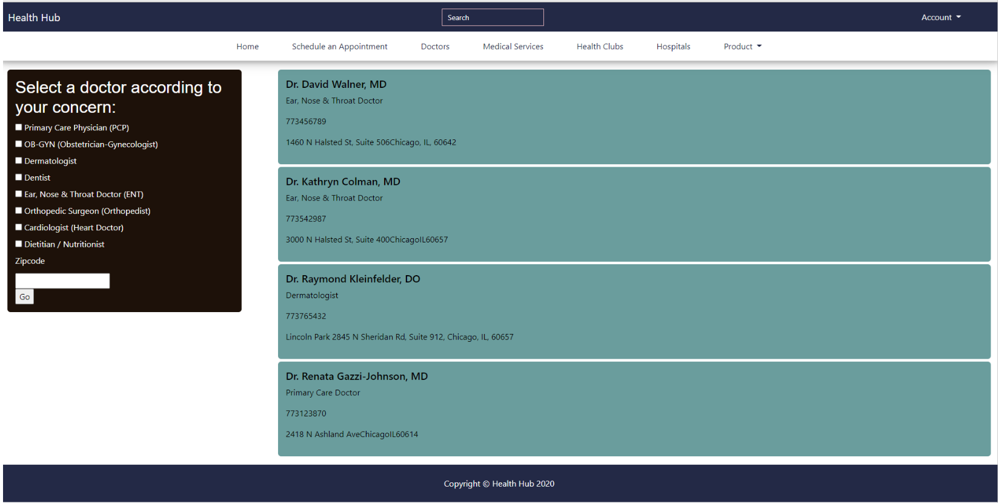 Health Hub
Search
Account
Home
Schedule an Appointment
Doctors
Medical Services
Health Clubs
Hospitals
Product
Select a doctor according to
your concern:
Primary Care Physician (PCP)
OB-GYN (Obstetrician-Gynecologist)
Dermatologist
Dentist
Ear, Nose & Throat Doctor (ENT)
Orthopedic Surgeon (Orthopedist)
Cardiologist (Heart Doctor)
Dietitian / Nutritionist
Zipcode
Go
Dr. David Walner, MD
Ear, Nose & Throat Doctor
773456789
1460 N Halsted St, Suite 506Chicago, IL, 60642
Dr. Kathryn Colman, MD
Ear, Nose & Throat Doctor
773542987
3000 N Halsted St, Suite 400ChicagoIL60657
Dr. Raymond Kleinfelder, DO
Dermatologist
773765432
Lincoln Park 2845 N Sheridan Rd, Suite 912, Chicago, IL, 60657
Dr. Renata Gazzi-Johnson, MD
Primary Care Doctor
773123870
2418 N Ashland AveChicagoIL60614
Copyright © Health Hub 2020